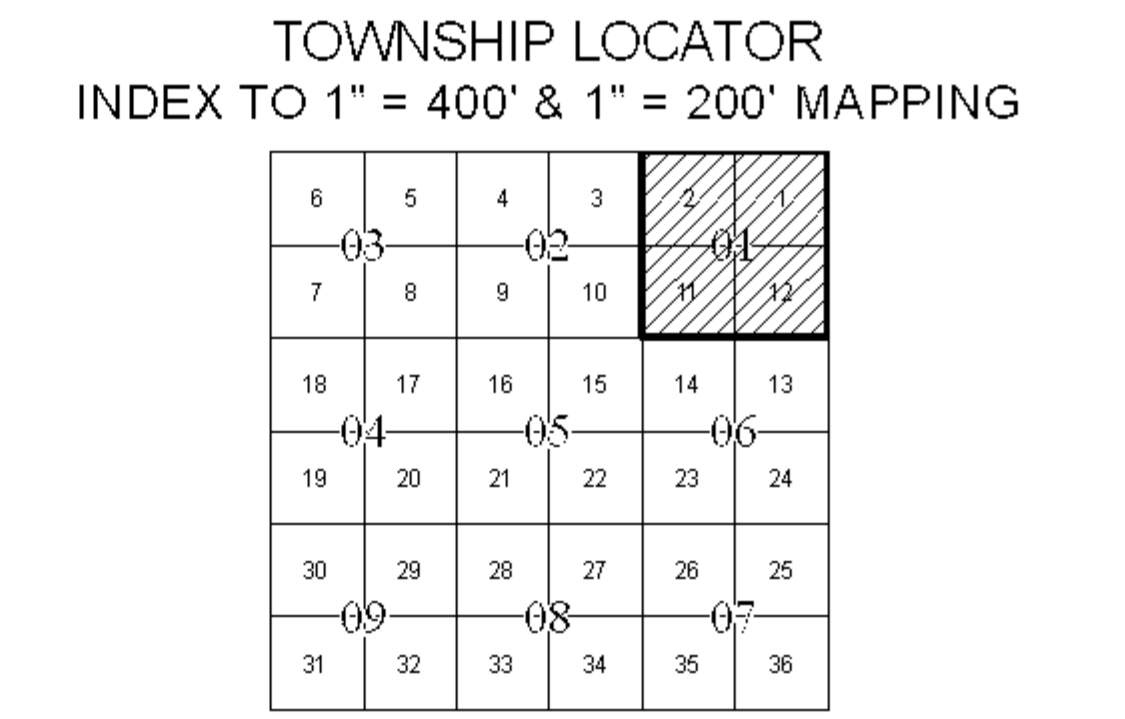 TOWNSHIP LOCATOR
INDEX TO 1" = 400' & 1" = 200' MAPPING
6 5 4 3 2 1
03 02 01
7 8 9 10 11 12
18 17 16 15 14 13
04 05 06
19 20 21 22 23 24
30 29 28 27 26 25
09 08 07
31 32 33 34 35 36